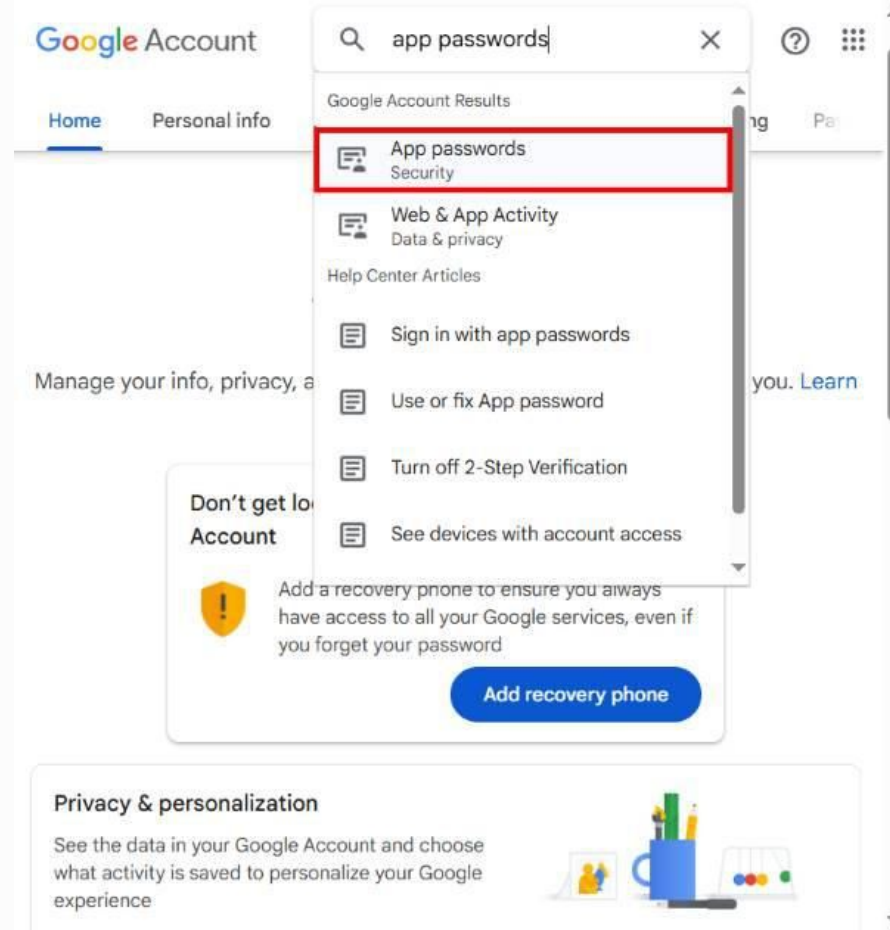 Google Account
app passwords
Google Account Results
Home Personal info
App passwords
Security
Web & App Activity
Data & privacy
Help Center Articles
Sign in with app passwords
Manage your info, privacy, you. Learn
Use or fix App password
Turn off 2-Step Verification
Don't get
Account
See devices with account access
Add a recovery phone to ensure you always
have access to all your Google services, even if
you forget your password
Add recovery phone
Privacy & personalization
See the data in your Google Account and choose
what activity is saved to personalize your Google
experience